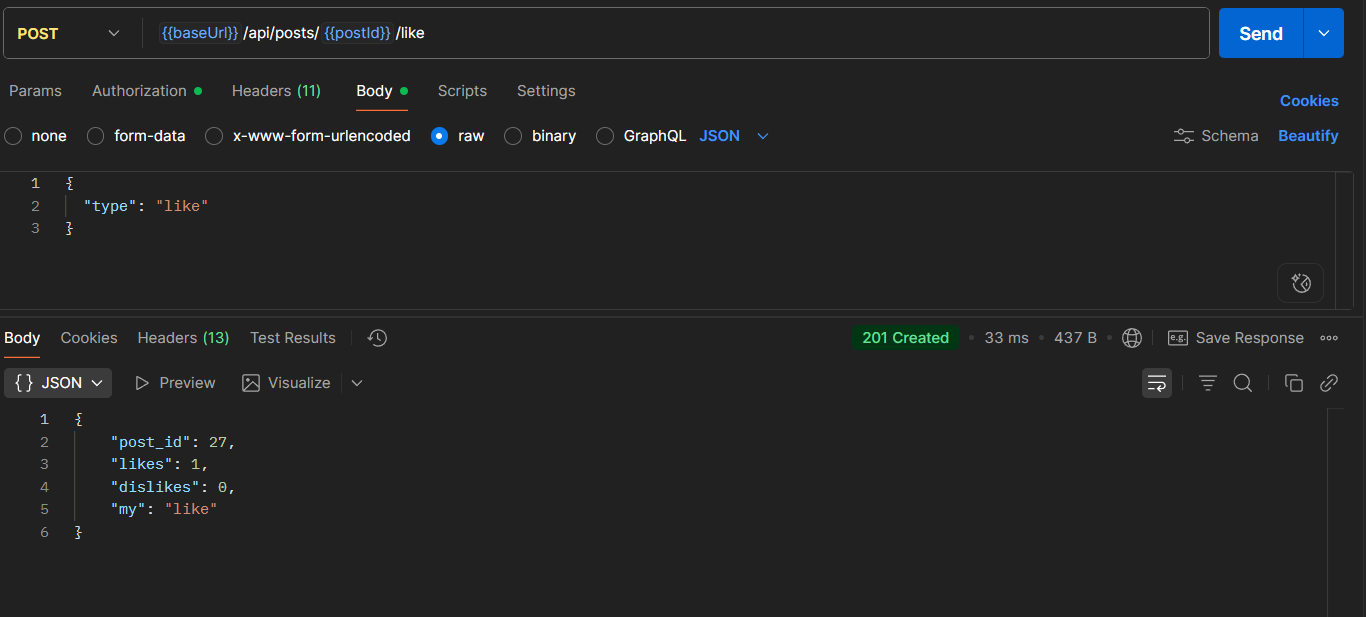 POST {{baseUrl}} /api/posts/ {{postId}} /like Send
Params Authorization Headers (11) Body Scripts Settings Cookies
none form-data x-www-form-urlencoded raw binary GraphQL JSON Schema Beautify
1 {
2 "type": "like"
3 }
Body Cookies Headers (13) Test Results 201 Created • 33 ms • 437 B • e.g. Save Response
{} JSON Preview Visualize
1 {
2 "post_id": 27,
3 "likes": 1,
4 "dislikes": 0,
5 "my": "like"
6 }